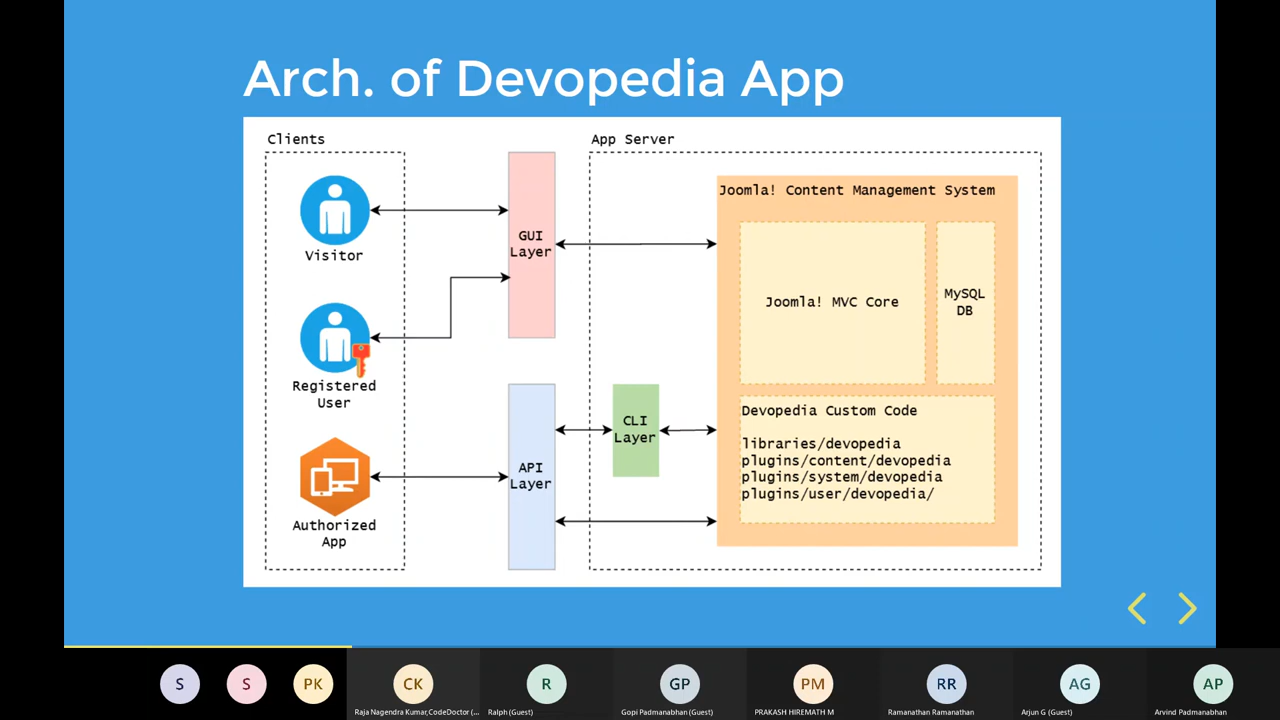 Arch. of Devopedia App
Clients
App Server
Visitor
Registered
User
Authorized
App
GUI
Layer
API
Layer
CLI
Layer
Joomla! Content Management System
Joomla! MVC Core
MySQL
DB
Devopedia Custom Code
libraries/devopedia
plugins/content/devopedia
plugins/system/devopedia
plugins/user/devopedia/
S
S
PK
CK
R
GP
PM
RR
AG
AP
Raja Nagendra Kumar,CodeDoctor (...
Ralph (Guest)
Gopi Padmanabhan (Guest)
PRAKASH HIREMATH M
Ramanathan Ramanathan
Arjun G (Guest)
Arvind Padmanabhan